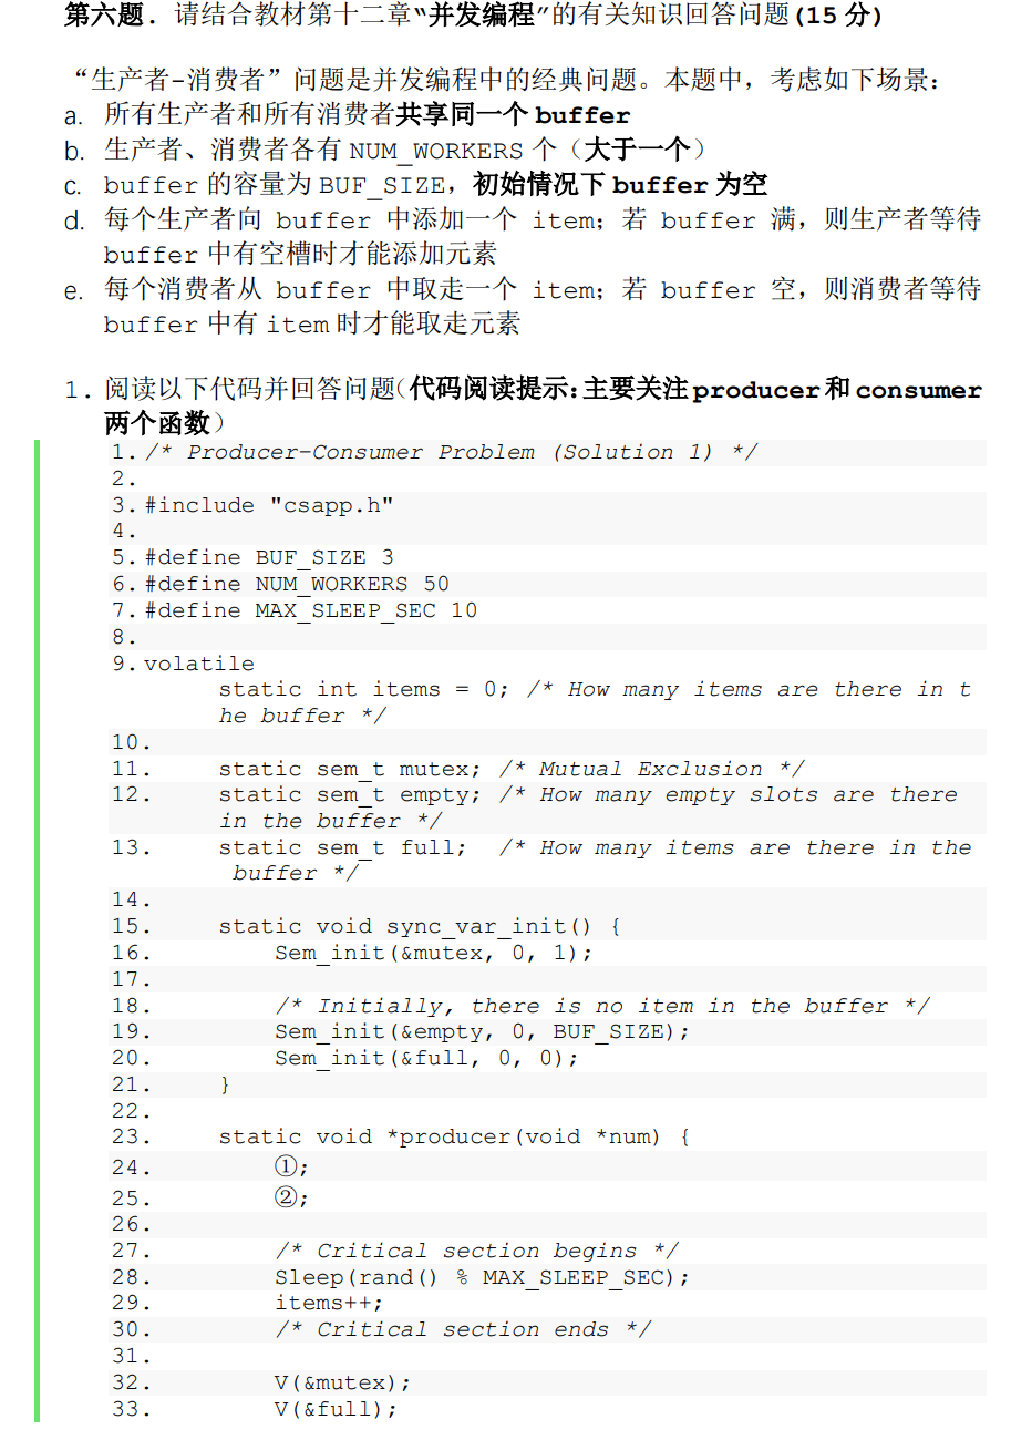 第六题．请结合教材第十二章“并发编程”的有关知识回答问题(15 分)
“生产者-消费者”问题是并发编程中的经典问题。本题中，考虑如下场景：
a. 所有生产者和所有消费者共享同一个 buffer
b. 生产者、消费者各有 NUM_WORKERS 个（大于一个）
c. buffer 的容量为 BUF_SIZE，初始情况下 buffer 为空
d. 每个生产者向 buffer 中添加一个 item；若 buffer 满，则生产者等待
buffer 中有空槽时才能添加元素
e. 每个消费者从 buffer 中取走一个 item；若 buffer 空，则消费者等待
buffer 中有 item 时才能取走元素
1. 阅读以下代码并回答问题（代码阅读提示：主要关注 producer 和 consumer
两个函数）
1. /* Producer-Consumer Problem (Solution 1) */
2.
3. #include "csapp.h"
4.
5. #define BUF_SIZE 3
6. #define NUM_WORKERS 50
7. #define MAX_SLEEP_SEC 10
8.
9. volatile
static int items = 0; /* How many items are there in t
he buffer */
10.
11. static sem_t mutex; /* Mutual Exclusion */
12. static sem_t empty; /* How many empty slots are there
in the buffer */
13. static sem_t full; /* How many items are there in the
buffer */
14.
15. static void sync_var_init() {
16. Sem_init(&mutex, 0, 1);
17.
18. /* Initially, there is no item in the buffer */
19. Sem_init(&empty, 0, BUF_SIZE);
20. Sem_init(&full, 0, 0);
21. }
22.
23. static void *producer(void *num) {
24. ①;
25. ②;
26.
27. /* Critical section begins */
28. Sleep(rand() % MAX_SLEEP_SEC);
29. items++;
30. /* Critical section ends */
31.
32. V(&mutex);
33. V(&full);